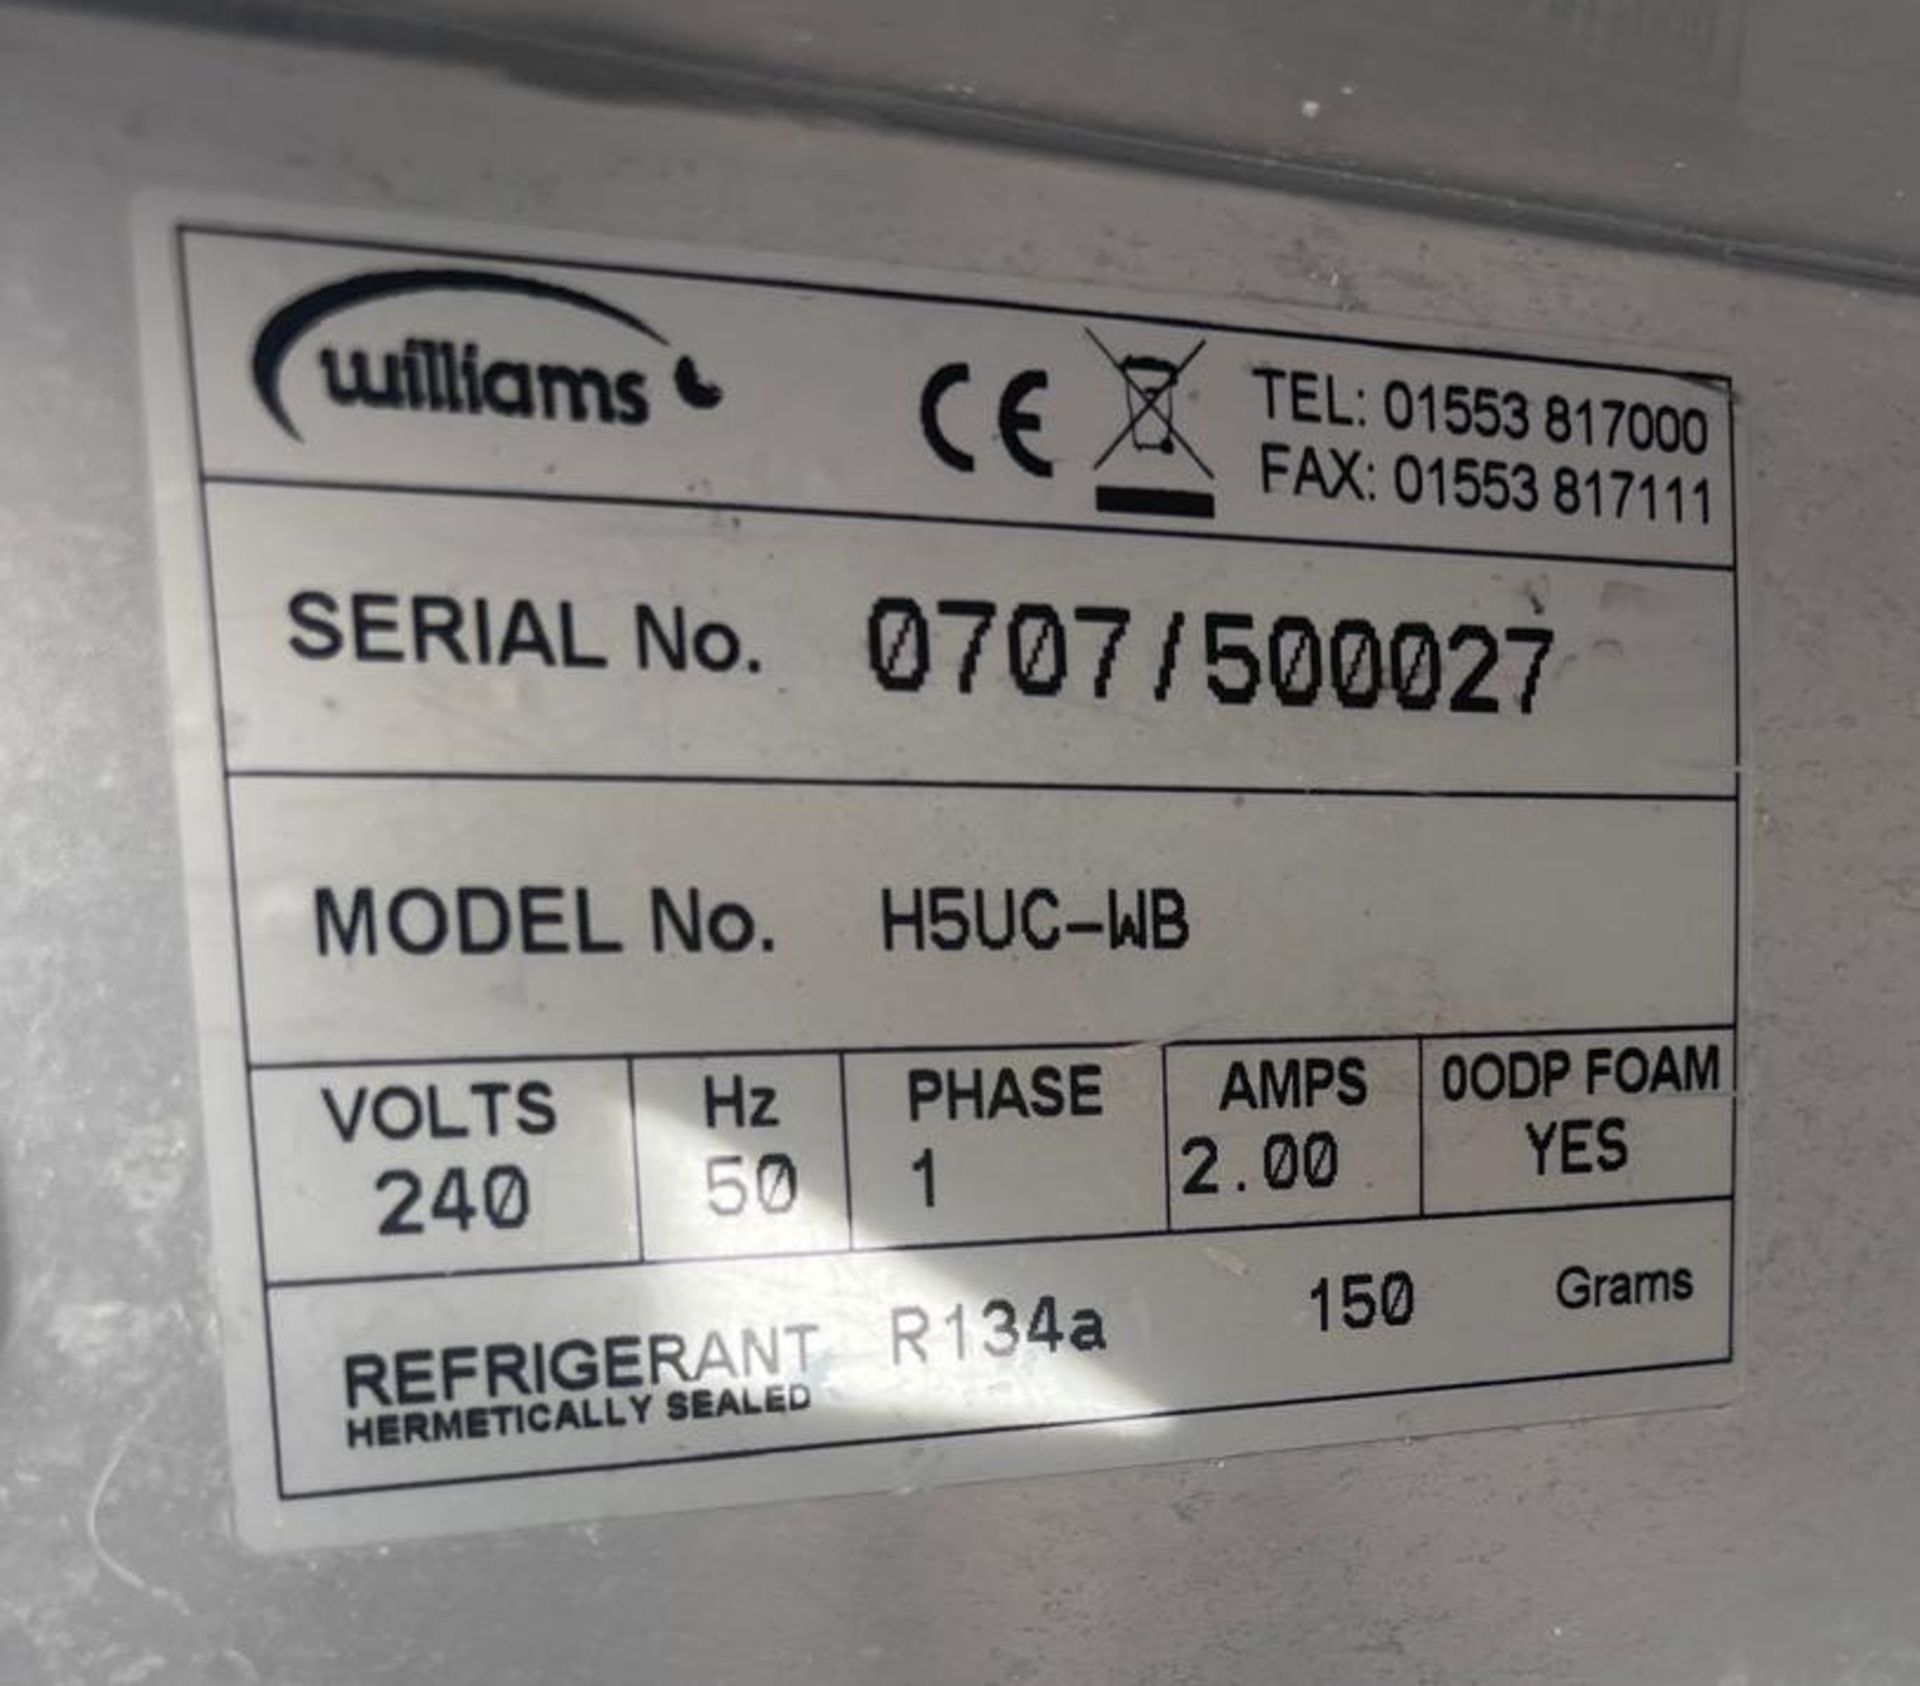 williams
CE
TEL: 01553 817000
FAX: 01553 817111
SERIAL No. 0707/500027
MODEL No. H5UC-WB
VOLTS Hz PHASE AMPS 0ODP FOAM
240 50 1 2.00 YES
REFRIGERANT R134a 150 Grams
HERMETICALLY SEALED